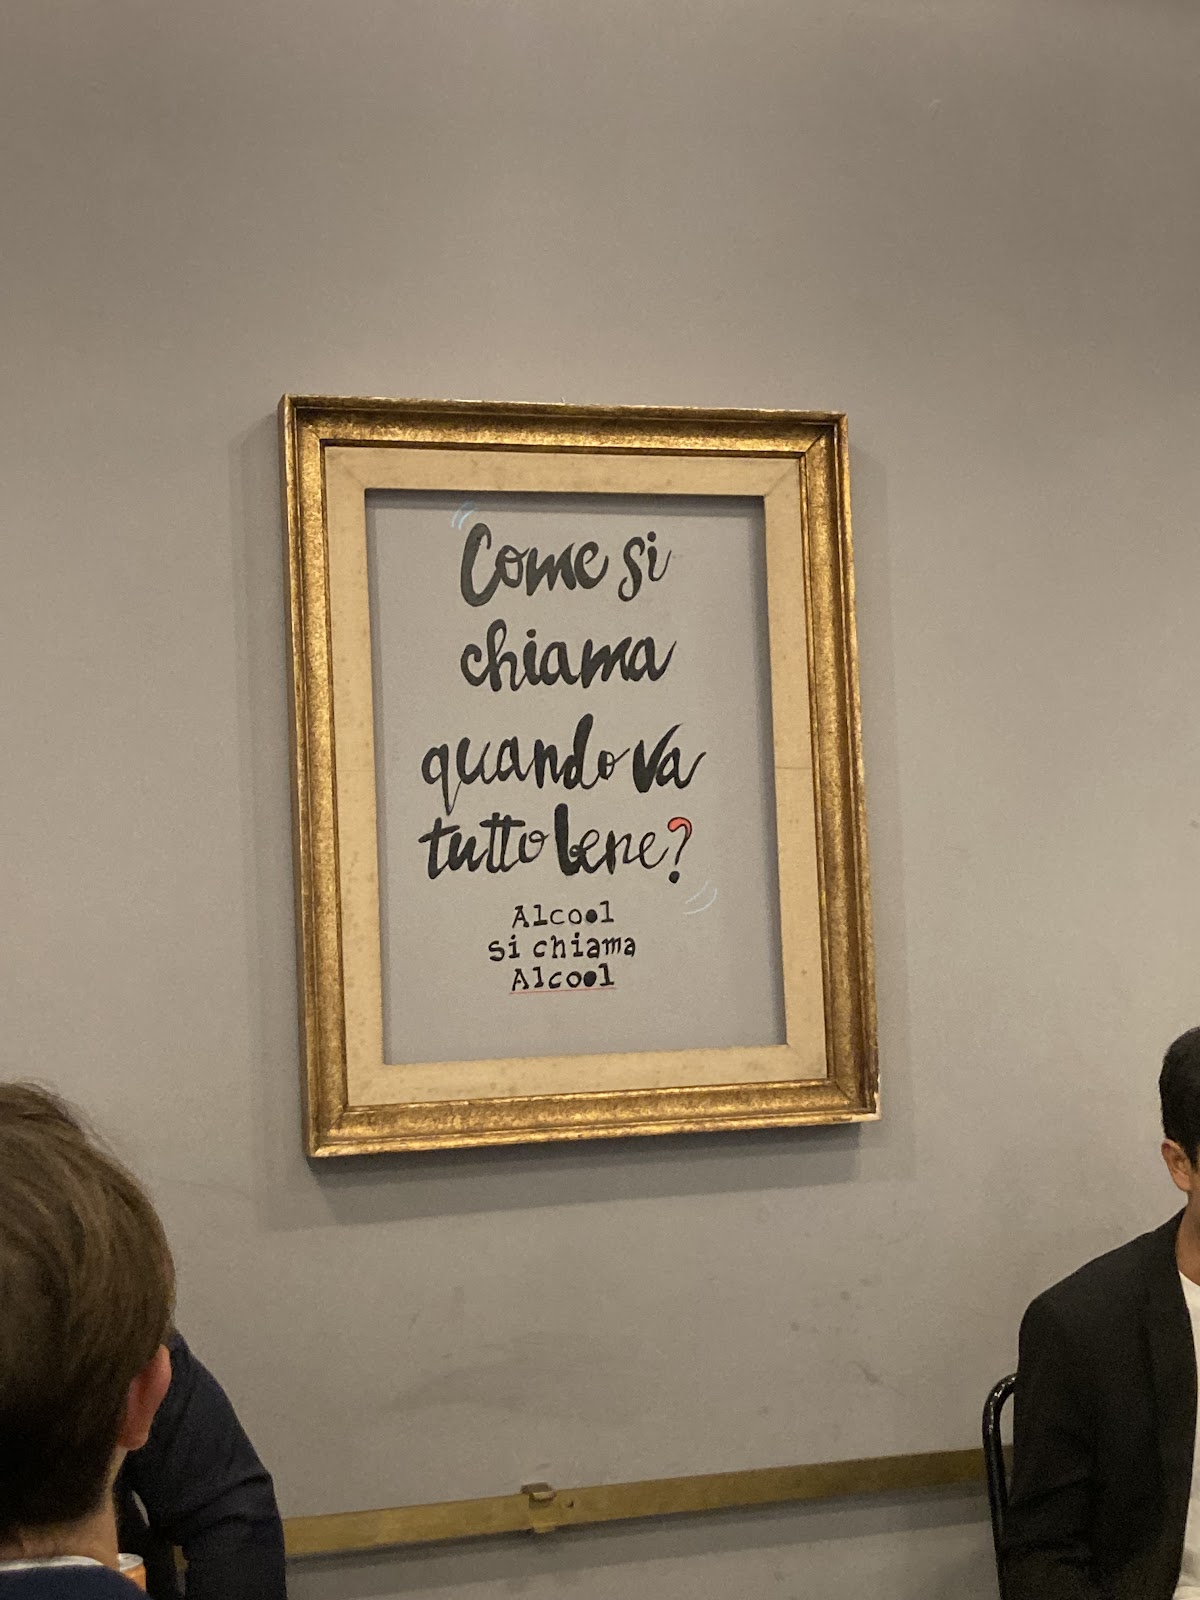 Come si
chiama
quando va
tutto bene?
Alcool
si chiama
Alcool